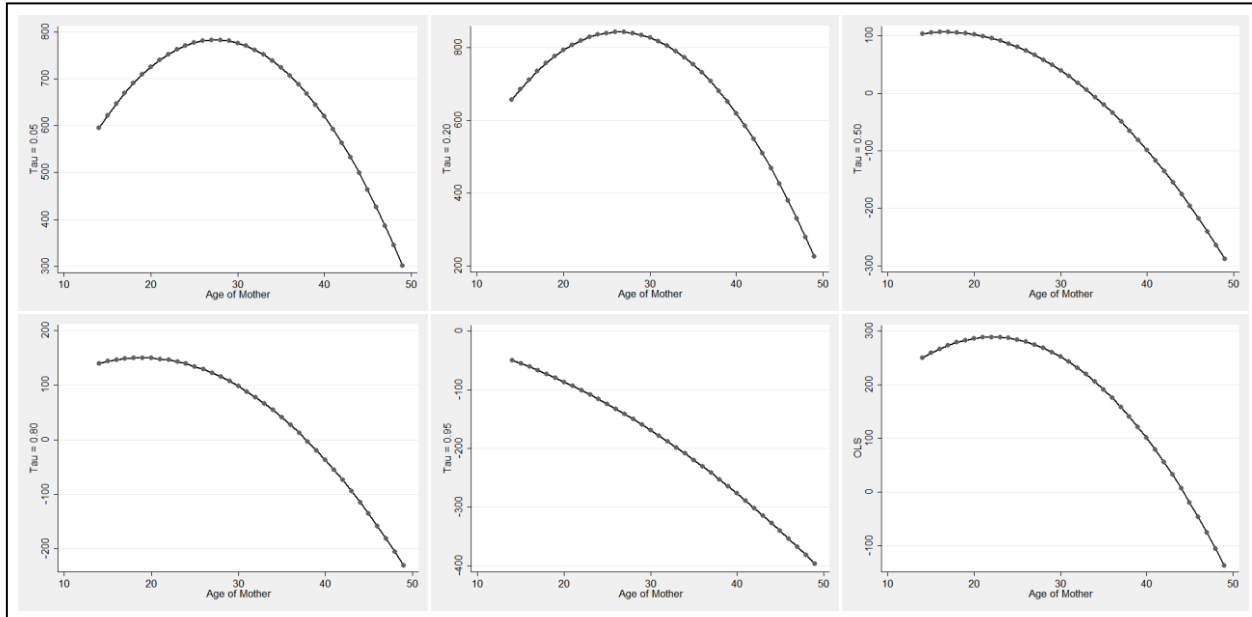 800
700
600
500
400
300
Tau = 0.05
10 20 30 40 50
Age of Mother
800
600
400
200
Tau = 0.20
10 20 30 40 50
Age of Mother
100
0
-100
-200
-300
Tau = 0.50
10 20 30 40 50
Age of Mother
200
100
0
-100
-200
Tau = 0.80
10 20 30 40 50
Age of Mother
0
-100
-200
-300
-400
Tau = 0.95
10 20 30 40 50
Age of Mother
300
200
100
0
-100
OLS
10 20 30 40 50
Age of Mother